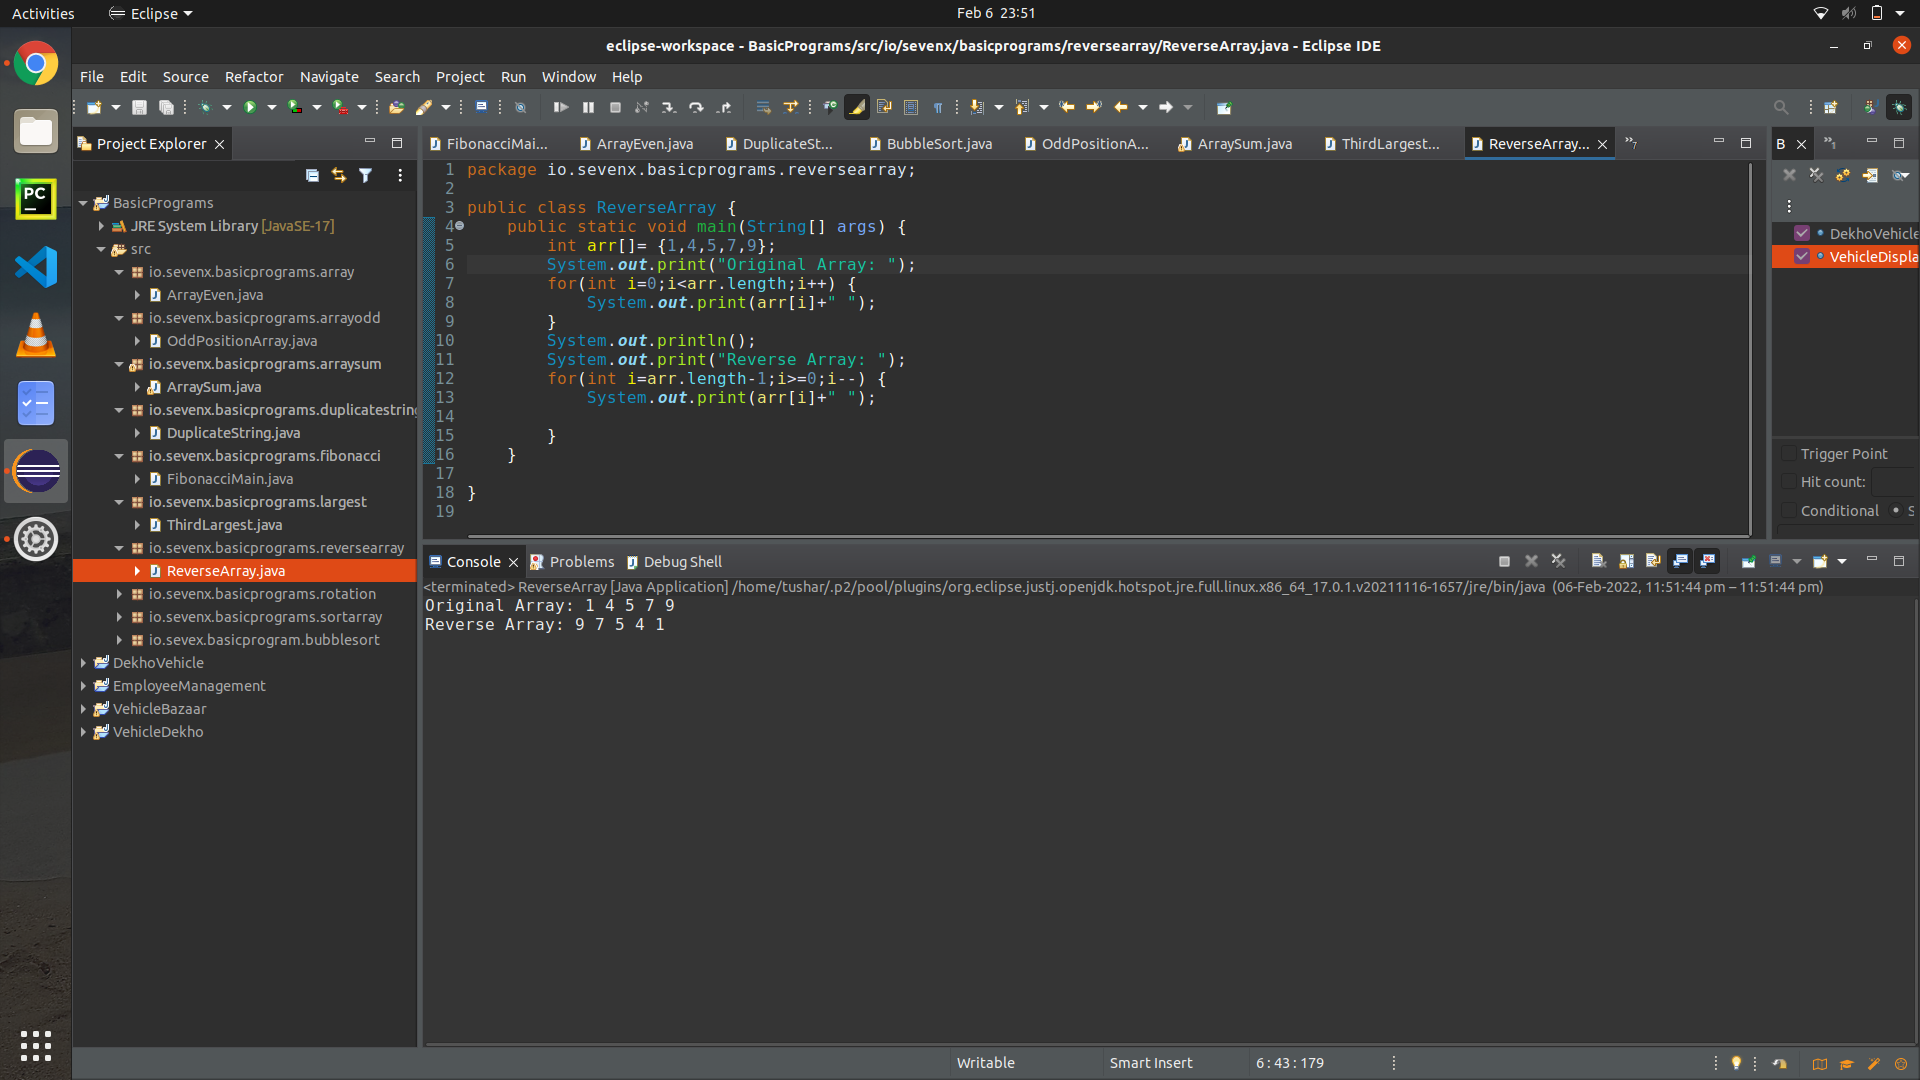 Activities
Eclipse
Feb 6 23:51
eclipse-workspace - BasicPrograms/src/io/sevenx/basicprograms/reversearray/ReverseArray.java - Eclipse IDE
File Edit Source Refactor Navigate Search Project Run Window Help
Project Explorer
BasicPrograms
JRE System Library [JavaSE-17]
src
io.sevenx.basicprograms.array
ArrayEven.java
io.sevenx.basicprograms.arrayodd
OddPositionArray.java
io.sevenx.basicprograms.arraysum
ArraySum.java
io.sevenx.basicprograms.duplicatestring
DuplicateString.java
io.sevenx.basicprograms.fibonacci
FibonacciMain.java
io.sevenx.basicprograms.largest
ThirdLargest.java
io.sevenx.basicprograms.reversearray
ReverseArray.java
io.sevenx.basicprograms.rotation
io.sevenx.basicprograms.sortarray
io.sevex.basicprogram.bubblesort
DekhoVehicle
EmployeeManagement
VehicleBazaar
VehicleDekho
FibonacciMai... ArrayEven.java DuplicateSt... BubbleSort.java OddPositionA... ArraySum.java ThirdLargest... ReverseArray... »7
1 package io.sevenx.basicprograms.reversearray;
2
3 public class ReverseArray {
4 public static void main(String[] args) {
5 int arr[]= {1,4,5,7,9};
6 System.out.print("Original Array: ");
7 for(int i=0;i<arr.length;i++) {
8 System.out.print(arr[i]+" ");
9 }
10 System.out.println();
11 System.out.print("Reverse Array: ");
12 for(int i=arr.length-1;i>=0;i--) {
13 System.out.print(arr[i]+" ");
14
15 }
16 }
17
18 }
19
B »1
DekhoVehicle
VehicleDispla
Trigger Point
Hit count:
Conditional S
Console Problems Debug Shell
<terminated> ReverseArray [Java Application] /home/tushar/.p2/pool/plugins/org.eclipse.justj.openjdk.hotspot.jre.full.linux.x86_64_17.0.1.v20211116-1657/jre/bin/java (06-Feb-2022, 11:51:44 pm – 11:51:44 pm)
Original Array: 1 4 5 7 9
Reverse Array: 9 7 5 4 1
Writable
Smart Insert
6 : 43 : 179
PC